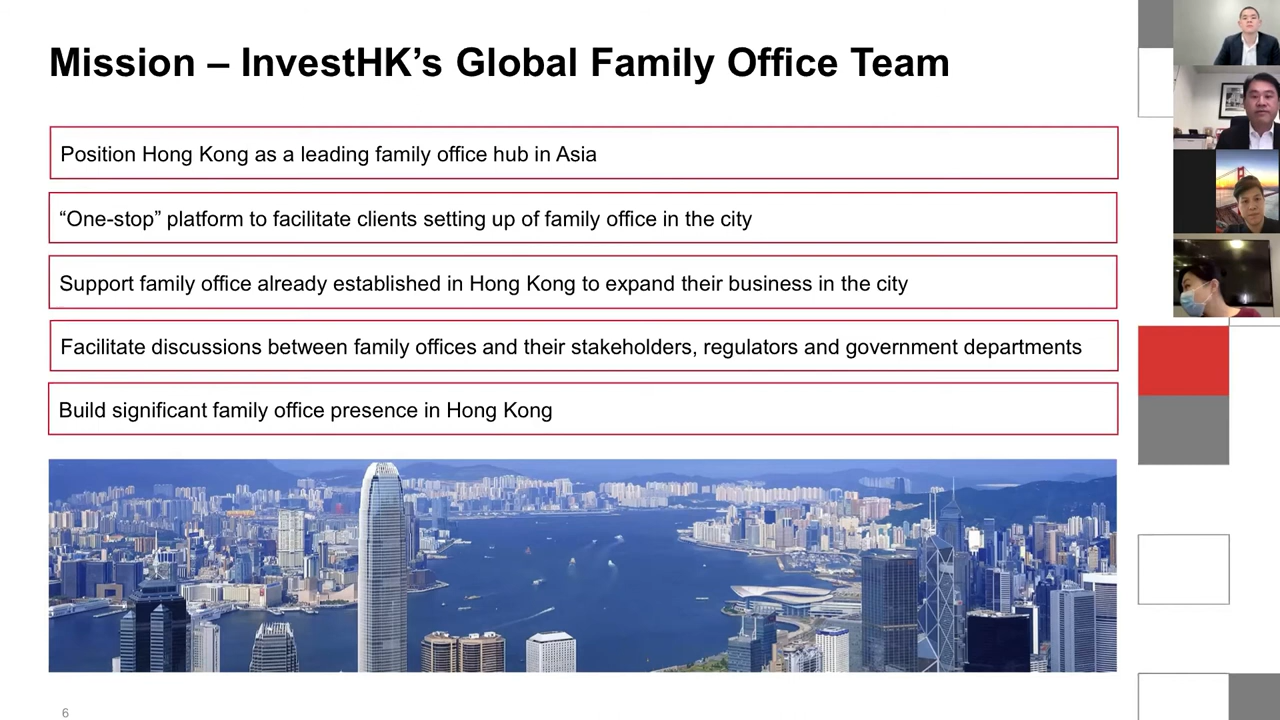 Mission – InvestHK’s Global Family Office Team
Position Hong Kong as a leading family office hub in Asia
“One-stop” platform to facilitate clients setting up of family office in the city
Support family office already established in Hong Kong to expand their business in the city
Facilitate discussions between family offices and their stakeholders, regulators and government departments
Build significant family office presence in Hong Kong
6